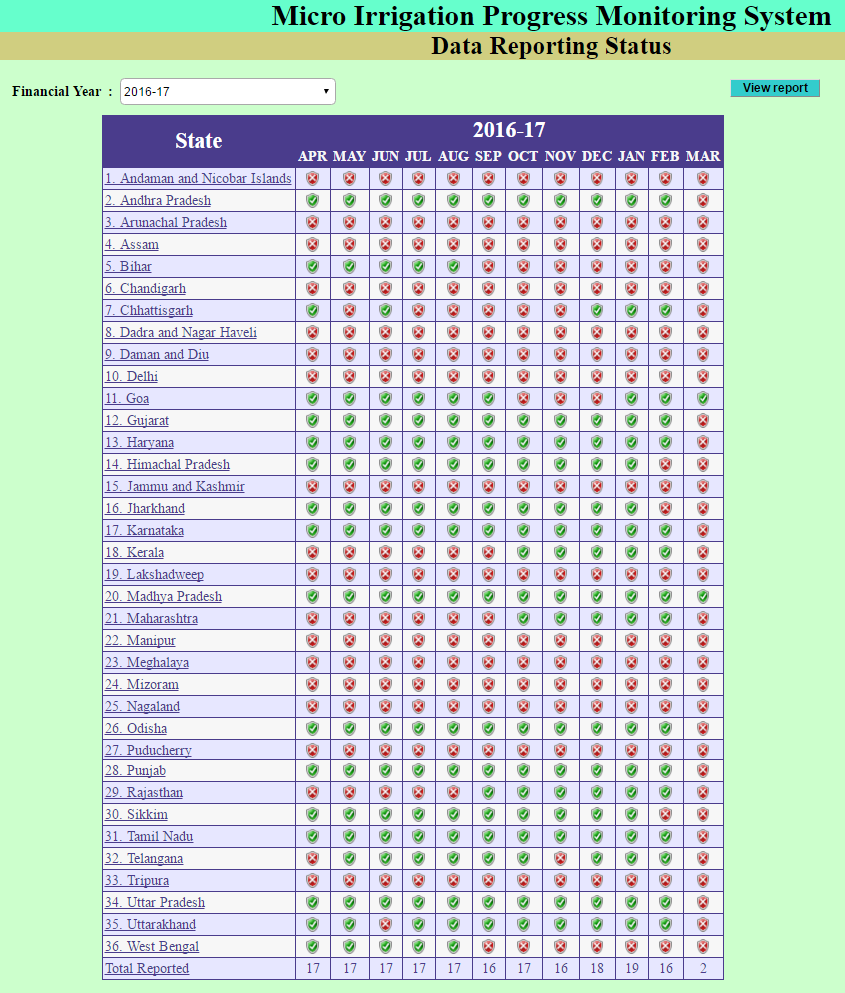 Micro Irrigation Progress Monitoring System
Data Reporting Status
Financial Year : 2016-17 View report
State 2016-17
APR MAY JUN JUL AUG SEP OCT NOV DEC JAN FEB MAR
1. Andaman and Nicobar Islands
2. Andhra Pradesh
3. Arunachal Pradesh
4. Assam
5. Bihar
6. Chandigarh
7. Chhattisgarh
8. Dadra and Nagar Haveli
9. Daman and Diu
10. Delhi
11. Goa
12. Gujarat
13. Haryana
14. Himachal Pradesh
15. Jammu and Kashmir
16. Jharkhand
17. Karnataka
18. Kerala
19. Lakshadweep
20. Madhya Pradesh
21. Maharashtra
22. Manipur
23. Meghalaya
24. Mizoram
25. Nagaland
26. Odisha
27. Puducherry
28. Punjab
29. Rajasthan
30. Sikkim
31. Tamil Nadu
32. Telangana
33. Tripura
34. Uttar Pradesh
35. Uttarakhand
36. West Bengal
Total Reported 17 17 17 17 17 16 17 16 18 19 16 2